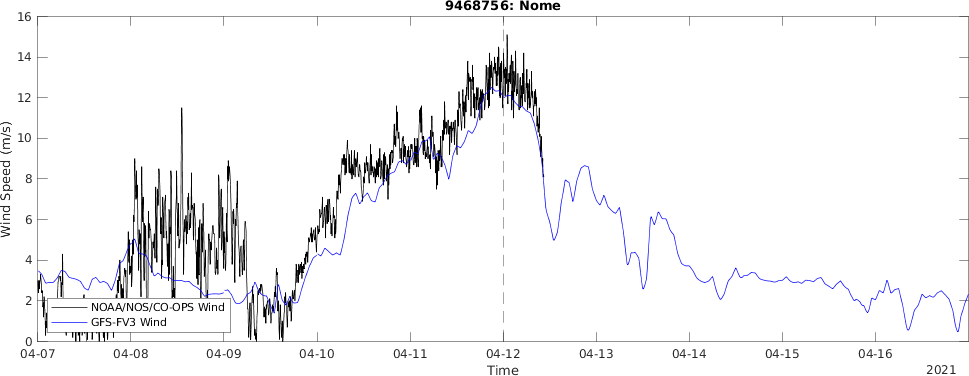 9468756: Nome
16
14
12
10
8
6
4
2
0
Wind Speed (m/s)
NOAA/NOS/CO-OPS Wind
GFS-FV3 Wind
04-07 04-08 04-09 04-10 04-11 04-12 04-13 04-14 04-15 04-16
Time
2021